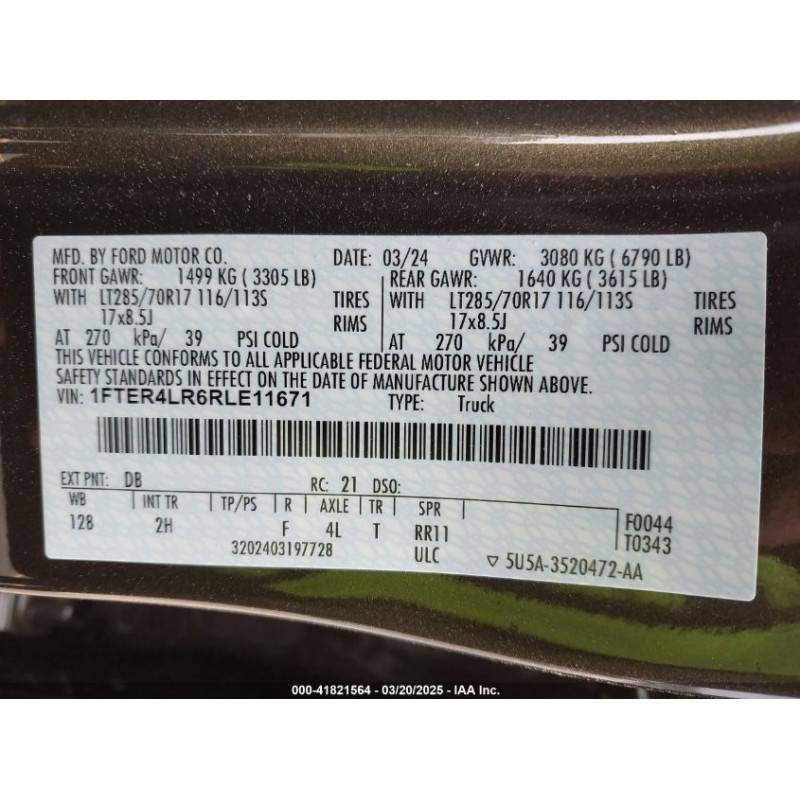 MFD. BY FORD MOTOR CO. DATE: 03/24 GVWR: 3080 KG ( 6790 LB)
FRONT GAWR: 1499 KG ( 3305 LB) REAR GAWR: 1640 KG ( 3615 LB)
WITH LT285/70R17 116/113S TIRES WITH LT285/70R17 116/113S TIRES
17x8.5J RIMS 17x8.5J RIMS
AT 270 kPa/ 39 PSI COLD AT 270 kPa/ 39 PSI COLD
THIS VEHICLE CONFORMS TO ALL APPLICABLE FEDERAL MOTOR VEHICLE
SAFETY STANDARDS IN EFFECT ON THE DATE OF MANUFACTURE SHOWN ABOVE.
VIN: 1FTER4LR6RLE11671 TYPE: Truck
EXT PNT: DB RC: 21 DSO:
WB INT TR TP/PS R AXLE TR SPR
128 2H F 4L T RR11 F0044
T0343
3202403197728 ULC ▽ 5U5A-3520472-AA
000-41821564 - 03/20/2025 - IAA Inc.